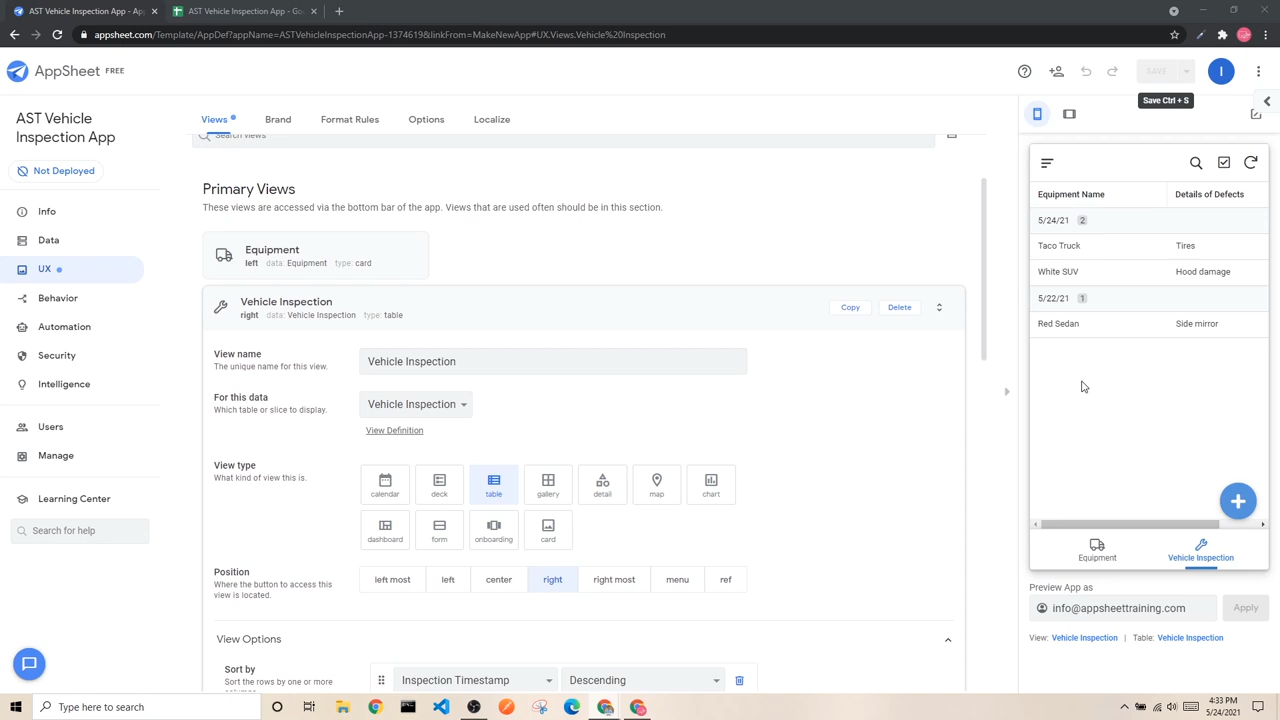 AST Vehicle Inspection App - App
AST Vehicle Inspection App - Go
appsheet.com/Template/AppDef?appName=ASTVehicleInspectionApp-1374619&linkFrom=MakeNewApp#UX.Views.Vehicle%20Inspection
AppSheet FREE
SAVE
I
Save Ctrl + S
AST Vehicle
Inspection App
Not Deployed
Info
Data
UX
Behavior
Automation
Security
Intelligence
Users
Manage
Learning Center
Search for help
Views
Brand
Format Rules
Options
Localize
Search views
Primary Views
These views are accessed via the bottom bar of the app. Views that are used often should be in this section.
Equipment
left data: Equipment type: card
Vehicle Inspection
right data: Vehicle Inspection type: table
Copy
Delete
View name
The unique name for this view.
Vehicle Inspection
For this data
Which table or slice to display.
Vehicle Inspection
View Definition
View type
What kind of view this is.
calendar
deck
table
gallery
detail
map
chart
dashboard
form
onboarding
card
Position
Where the button to access this
view is located.
left most
left
center
right
right most
menu
ref
View Options
Sort by
Sort the rows by one or more
Inspection Timestamp
Descending
Equipment Name
Details of Defects
5/24/21 2
Taco Truck
Tires
White SUV
Hood damage
5/22/21 1
Red Sedan
Side mirror
Equipment
Vehicle Inspection
Preview App as
info@appsheettraining.com
Apply
View: Vehicle Inspection | Table: Vehicle Inspection
Type here to search
4:33 PM
5/24/2021